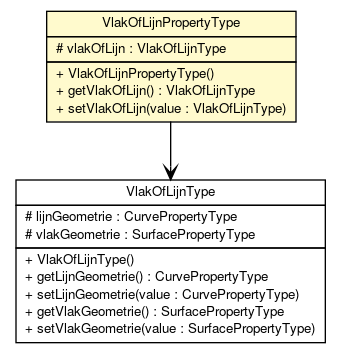 VlakOfLijnPropertyType
# vlakOfLijn : VlakOfLijnType
+ VlakOfLijnPropertyType()
+ getVlakOfLijn() : VlakOfLijnType
+ setVlakOfLijn(value : VlakOfLijnType)
VlakOfLijnType
# lijnGeometrie : CurvePropertyType
# vlakGeometrie : SurfacePropertyType
+ VlakOfLijnType()
+ getLijnGeometrie() : CurvePropertyType
+ setLijnGeometrie(value : CurvePropertyType)
+ getVlakGeometrie() : SurfacePropertyType
+ setVlakGeometrie(value : SurfacePropertyType)